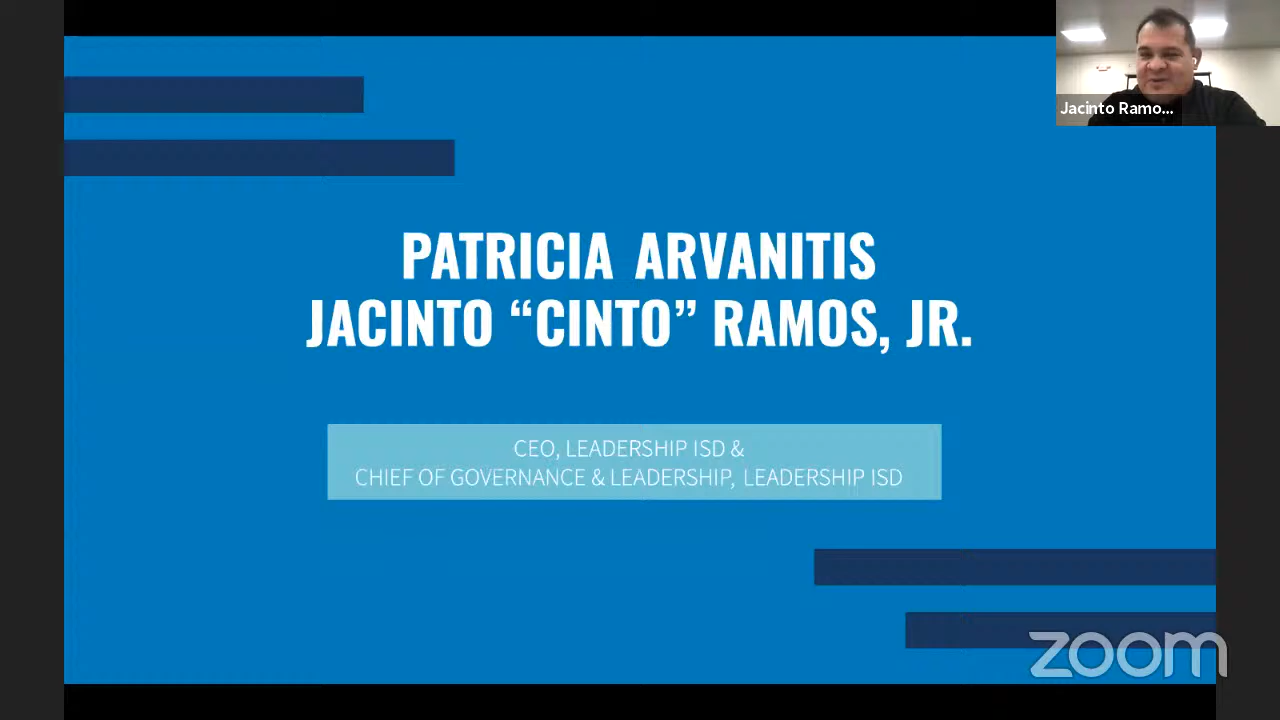 Jacinto Ramo...
PATRICIA ARVANITIS
JACINTO “CINTO” RAMOS, JR.
CEO, LEADERSHIP ISD &
CHIEF OF GOVERNANCE & LEADERSHIP, LEADERSHIP ISD
zoom